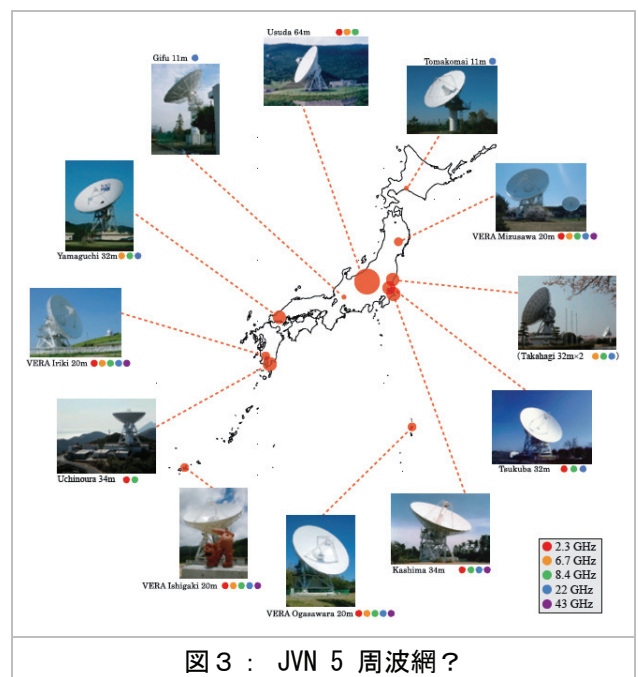 Usuda 64m
Gifu 11m
Tomakomai 11m
VERA Mizusawa 20m
Yamaguchi 32m
(Takahagi 32m×2 )
VERA Iriki 20m
Tsukuba 32m
Uchinoura 34m
Kashima 34m
VERA Ishigaki 20m
VERA Ogasawara 20m
2.3 GHz
6.7 GHz
8.4 GHz
22 GHz
43 GHz
図3： JVN 5 周波網？